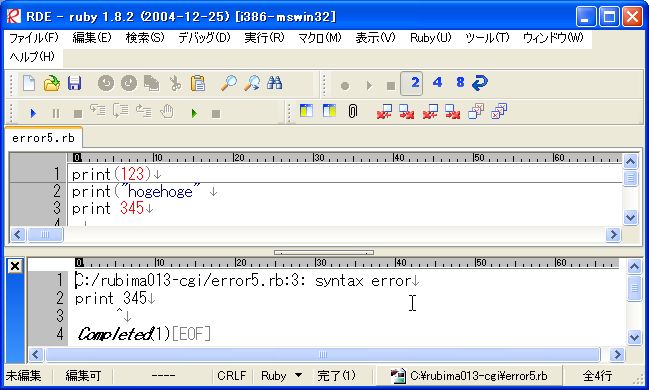 RDE - ruby 1.8.2 (2004-12-25) [i386-mswin32]
ファイル(F) 編集(E) 検索(S) デバッグ(D) 実行(R) マクロ(M) 表示(V) Ruby(U) ツール(T) ウィンドウ(W)
ヘルプ(H)
2 4 8
error5.rb
0 10 20 30 40 50 60
1 print(123)↓
2 print("hogehoge" ↓
3 print 345↓
4 ↓
0 10 20 30 40 50 60
1 C:/rubima013-cgi/error5.rb:3: syntax error↓
2 print 345↓
3 ^↓
4 Completed(1)[EOF]
未編集 編集可 ---- CRLF Ruby 完了(1) C:¥rubima013-cgi¥error5.rb 全4行